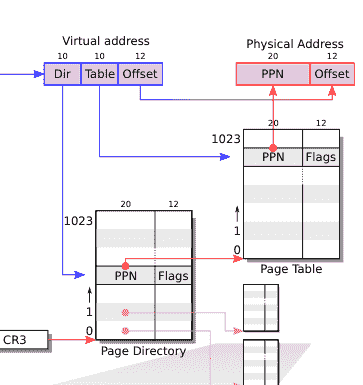 Virtual address
10 10 12
Dir Table Offset
Physical Address
20 12
PPN Offset
20 12
1023
PPN Flags
1
0
Page Table
20 12
1023
PPN Flags
1
0
Page Directory
CR3